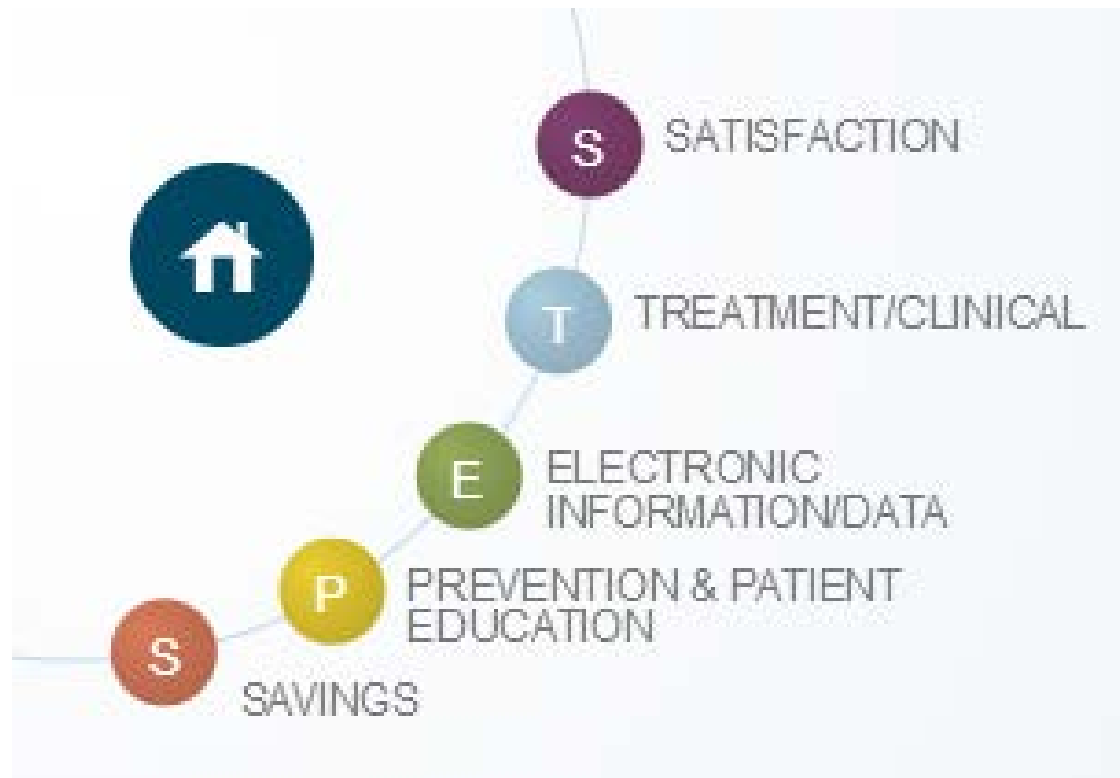 S SATISFACTION
T TREATMENT/CLINICAL
E ELECTRONIC
INFORMATION/DATA
P PREVENTION & PATIENT
EDUCATION
S SAVINGS